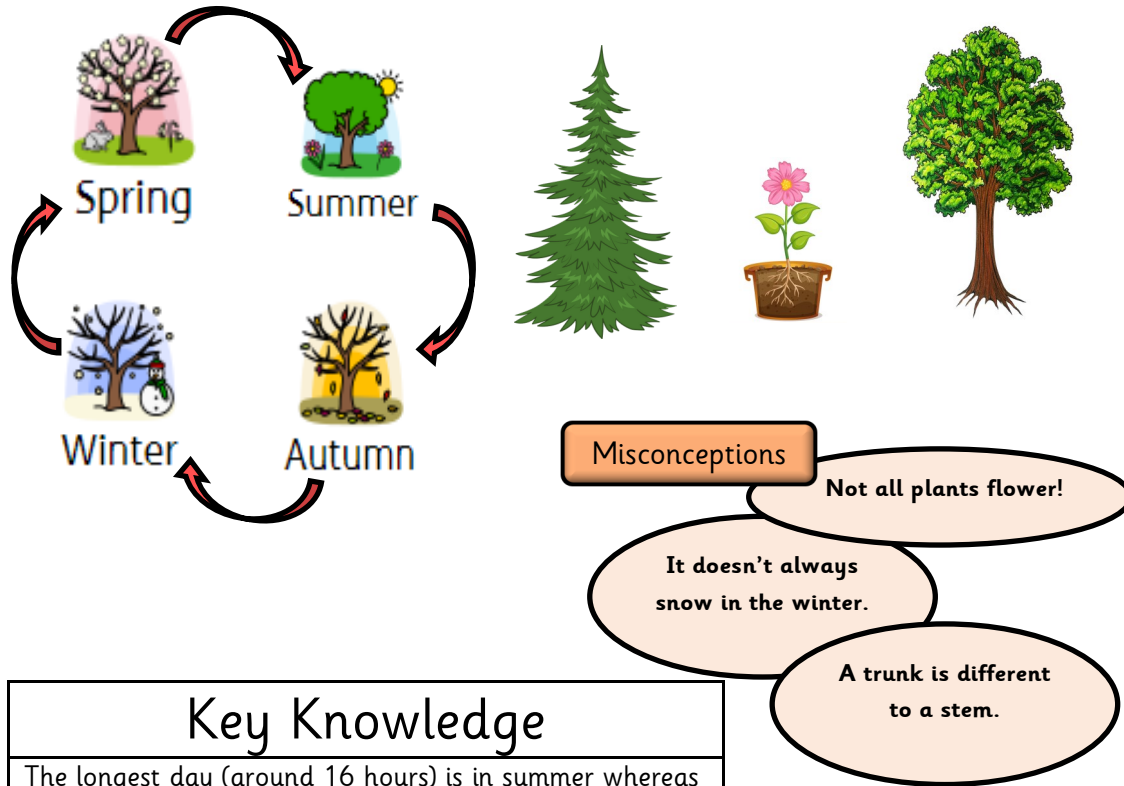 Spring
Summer
Winter
Autumn
Misconceptions
Not all plants flower!
It doesn’t always
snow in the winter.
A trunk is different
to a stem.
Key Knowledge
The longest day (around 16 hours) is in summer whereas